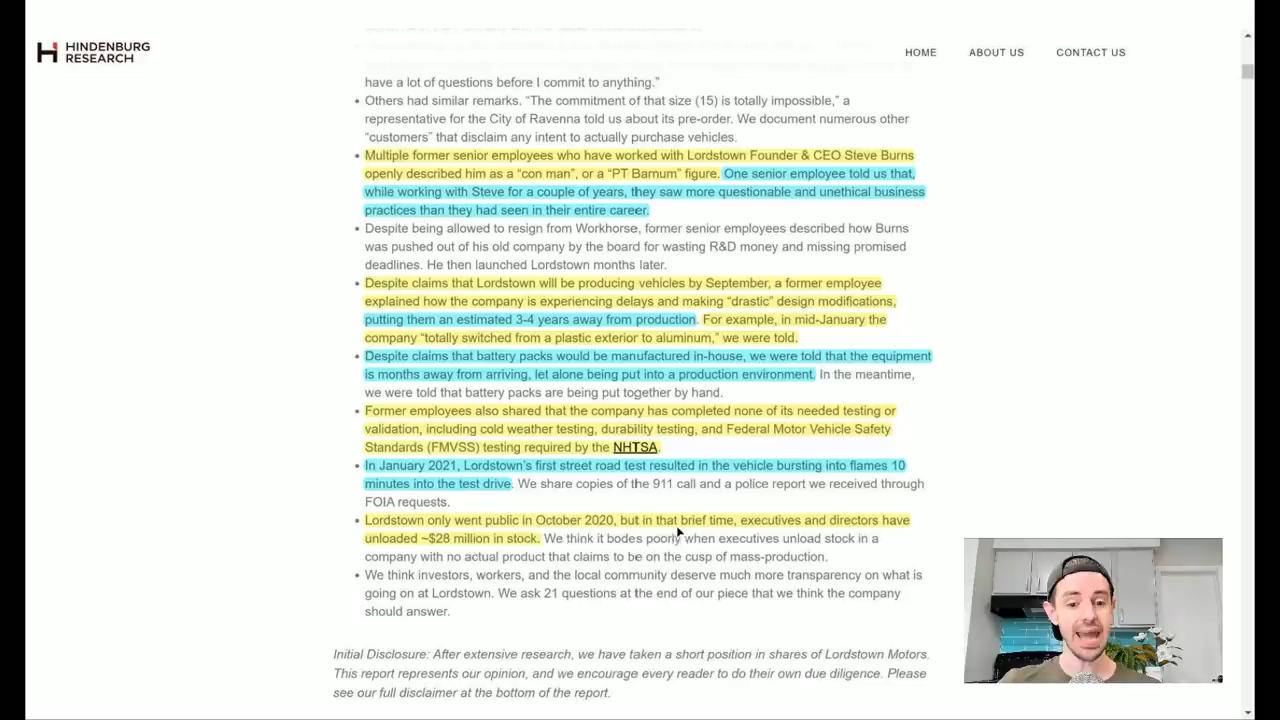 HINDENBURG
RESEARCH
HOME ABOUT US CONTACT US
have a lot of questions before I commit to anything.”
• Others had similar remarks. “The commitment of that size (15) is totally impossible,” a
representative for the City of Ravenna told us about its pre-order. We document numerous other
“customers” that disclaim any intent to actually purchase vehicles.
• Multiple former senior employees who have worked with Lordstown Founder & CEO Steve Burns
openly described him as a “con man”, or a “PT Barnum” figure. One senior employee told us that,
while working with Steve for a couple of years, they saw more questionable and unethical business
practices than they had seen in their entire career.
• Despite being allowed to resign from Workhorse, former senior employees described how Burns
was pushed out of his old company by the board for wasting R&D money and missing promised
deadlines. He then launched Lordstown months later.
• Despite claims that Lordstown will be producing vehicles by September, a former employee
explained how the company is experiencing delays and making “drastic” design modifications,
putting them an estimated 3-4 years away from production. For example, in mid-January the
company “totally switched from a plastic exterior to aluminum,” we were told.
• Despite claims that battery packs would be manufactured in-house, we were told that the equipment
is months away from arriving, let alone being put into a production environment. In the meantime,
we were told that battery packs are being put together by hand.
• Former employees also shared that the company has completed none of its needed testing or
validation, including cold weather testing, durability testing, and Federal Motor Vehicle Safety
Standards (FMVSS) testing required by the NHTSA.
• In January 2021, Lordstown’s first street road test resulted in the vehicle bursting into flames 10
minutes into the test drive. We share copies of the 911 call and a police report we received through
FOIA requests.
• Lordstown only went public in October 2020, but in that brief time, executives and directors have
unloaded ~$28 million in stock. We think it bodes poorly when executives unload stock in a
company with no actual product that claims to be on the cusp of mass-production.
• We think investors, workers, and the local community deserve much more transparency on what is
going on at Lordstown. We ask 21 questions at the end of our piece that we think the company
should answer.
Initial Disclosure: After extensive research, we have taken a short position in shares of Lordstown Motors.
This report represents our opinion, and we encourage every reader to do their own due diligence. Please
see our full disclaimer at the bottom of the report.